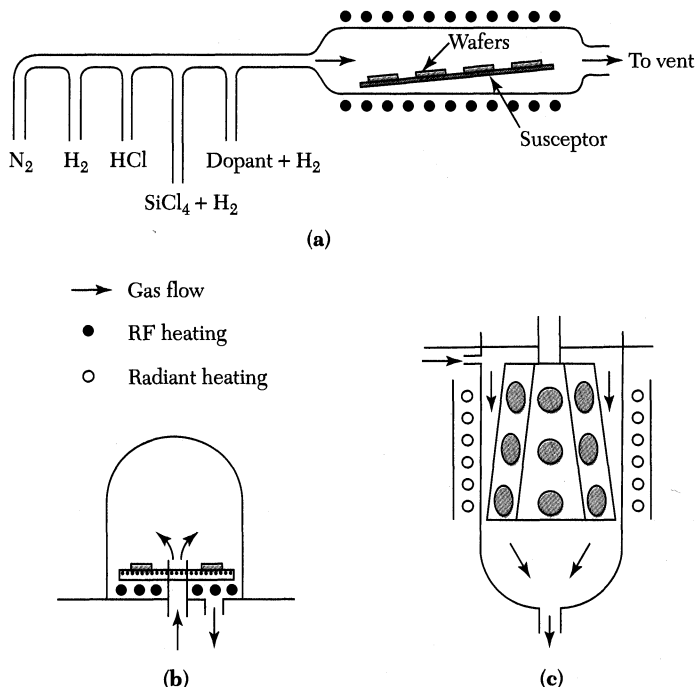 Wafers
To vent
Susceptor
N₂ H₂ HCl Dopant + H₂
SiCl₄ + H₂
(a)
Gas flow
RF heating
Radiant heating
(b) (c)